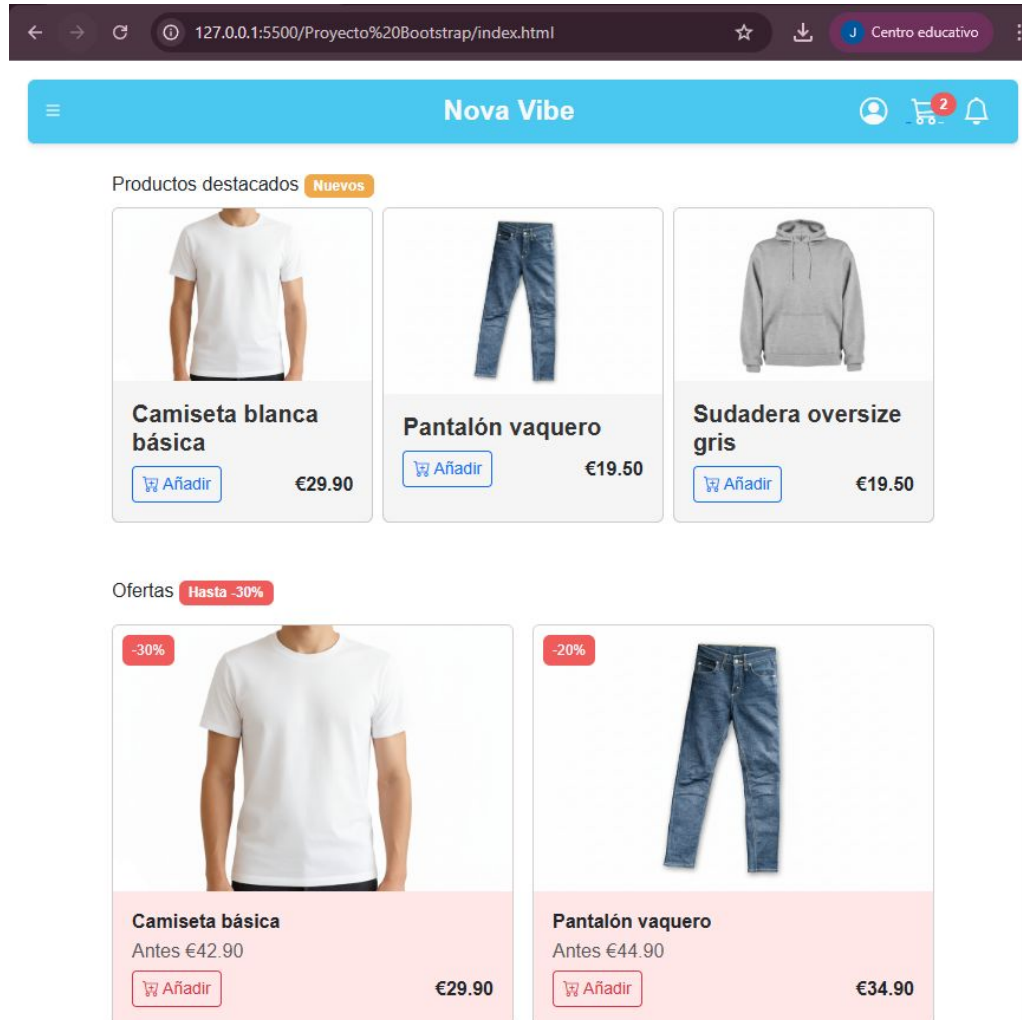 127.0.0.1:5500/Proyecto%20Bootstrap/index.html
J Centro educativo
Nova Vibe
2
Productos destacados Nuevos
Camiseta blanca
básica
Añadir €29.90
Pantalón vaquero
Añadir €19.50
Sudadera oversize
gris
Añadir €19.50
Ofertas Hasta -30%
-30%
Camiseta básica
Antes €42.90
Añadir €29.90
-20%
Pantalón vaquero
Antes €44.90
Añadir €34.90